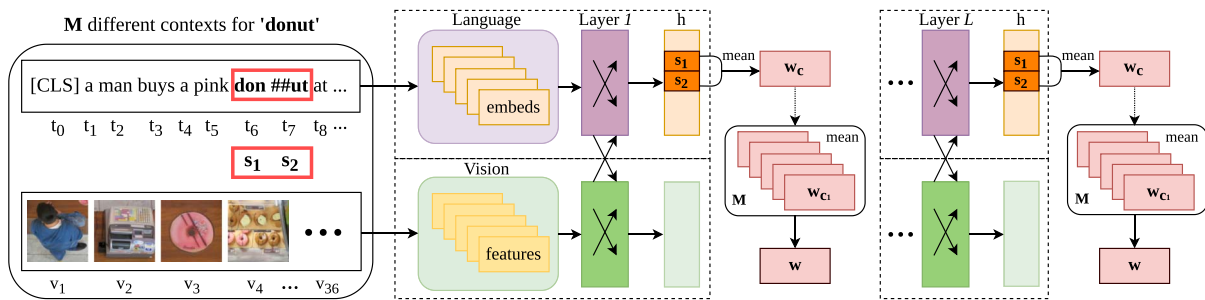 M different contexts for 'donut'
[CLS] a man buys a pink don ##ut at ...
t0 t1 t2 t3 t4 t5 t6 t7 t8 ...
s1 s2
v1 v2 v3 v4 ... v36
Language
Layer 1
h
embeds
s1
s2
mean
wc
Vision
features
mean
wc1
M
w
Layer L
h
...
s1
s2
mean
wc
...
mean
wc1
M
w